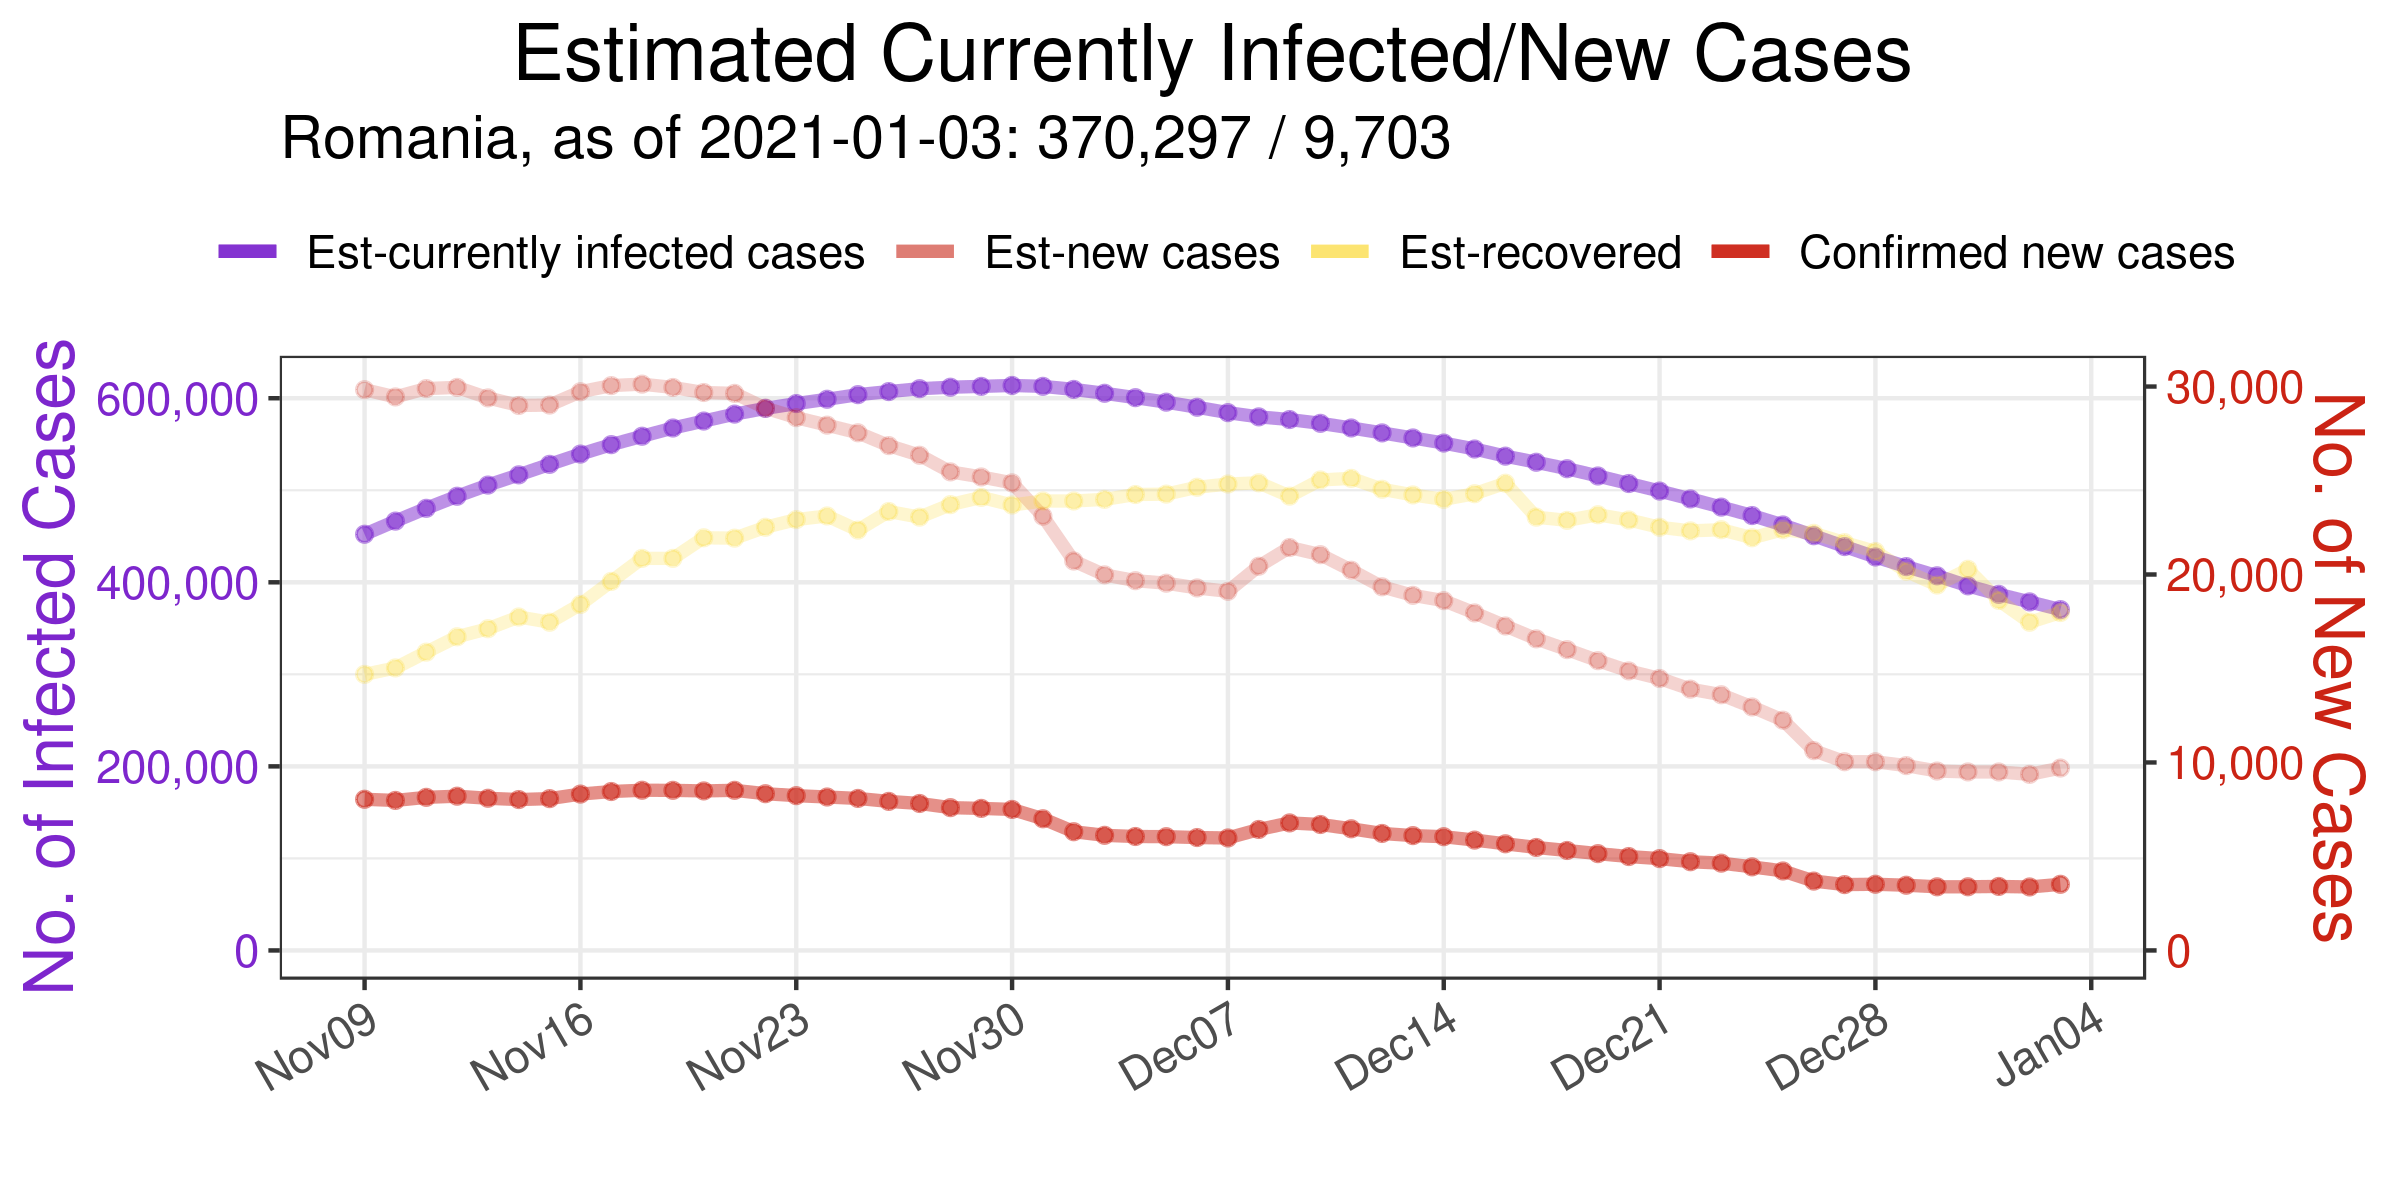 Estimated Currently Infected/New Cases
Romania, as of 2021-01-03: 370,297 / 9,703
Est-currently infected cases Est-new cases Est-recovered Confirmed new cases
No. of Infected Cases
600,000
400,000
200,000
0
30,000
20,000
10,000
0
No. of New Cases
Nov09 Nov16 Nov23 Nov30 Dec07 Dec14 Dec21 Dec28 Jan04